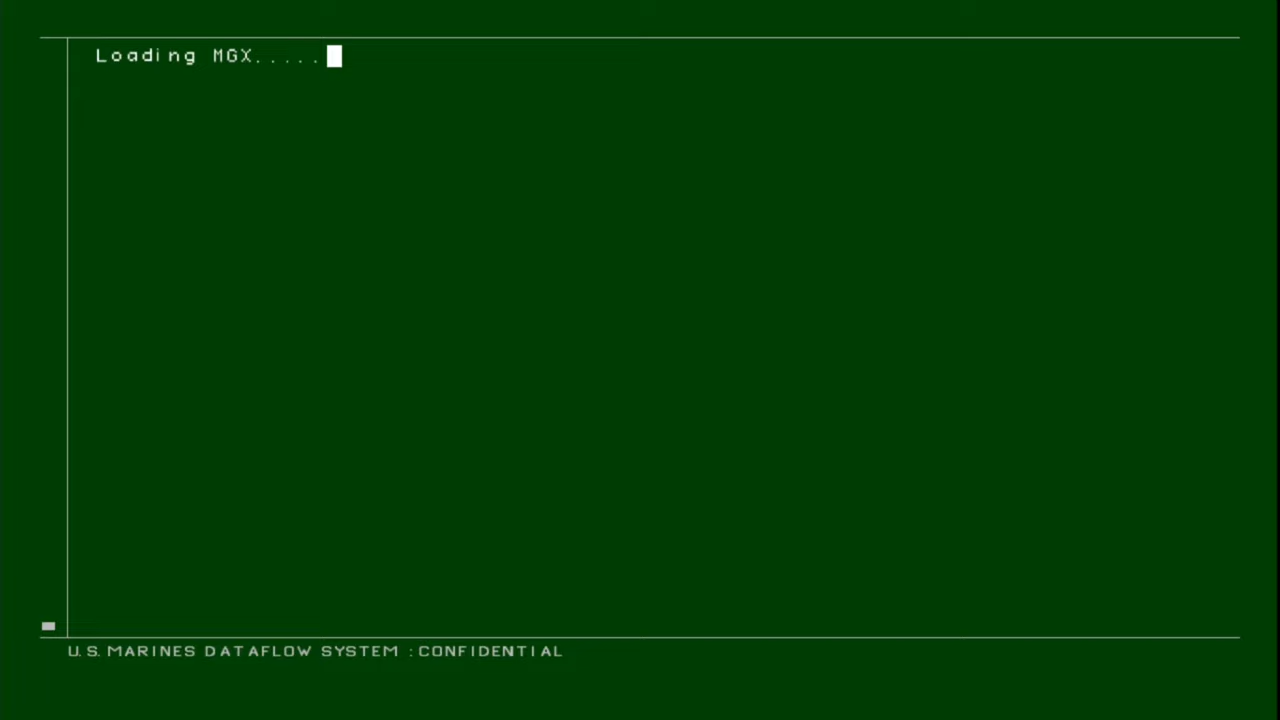 Loading MGX.....
U.S.MARINES DATAFLOW SYSTEM :CONFIDENTIAL